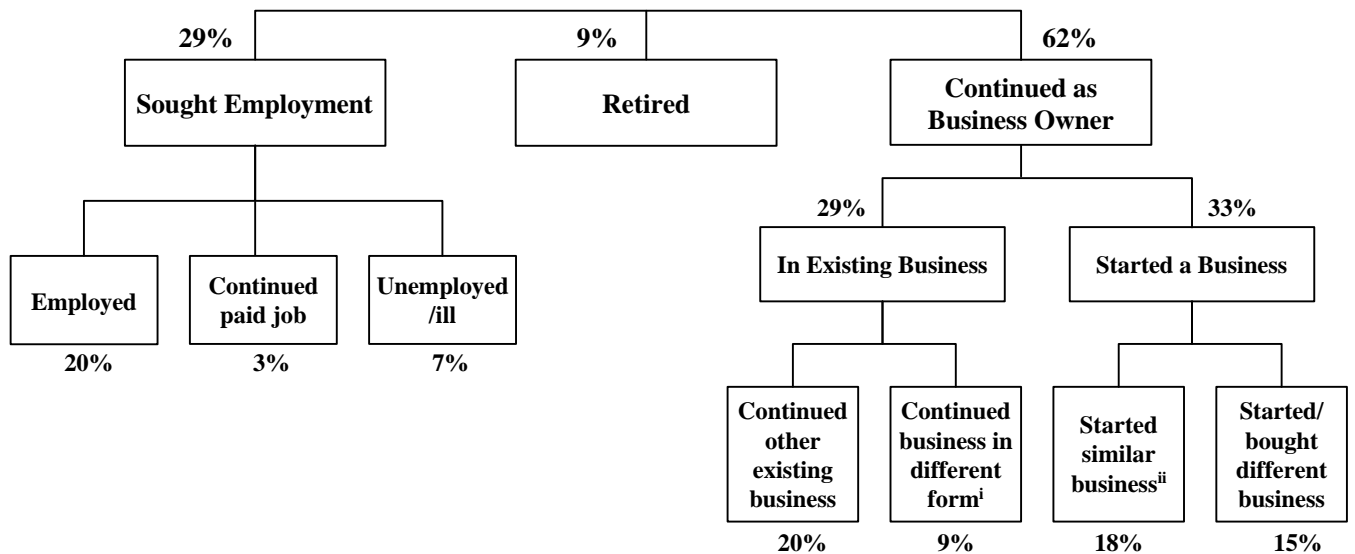 29%
9%
62%
Sought Employment
Retired
Continued as
Business Owner
29%
33%
Employed
Continued
paid job
Unemployed
/ill
In Existing Business
Started a Business
20%
3%
7%
Continued
other
existing
business
Continued
business in
different
formⁱ
Started
similar
businessⁱⁱ
Started/
bought
different
business
20%
9%
18%
15%